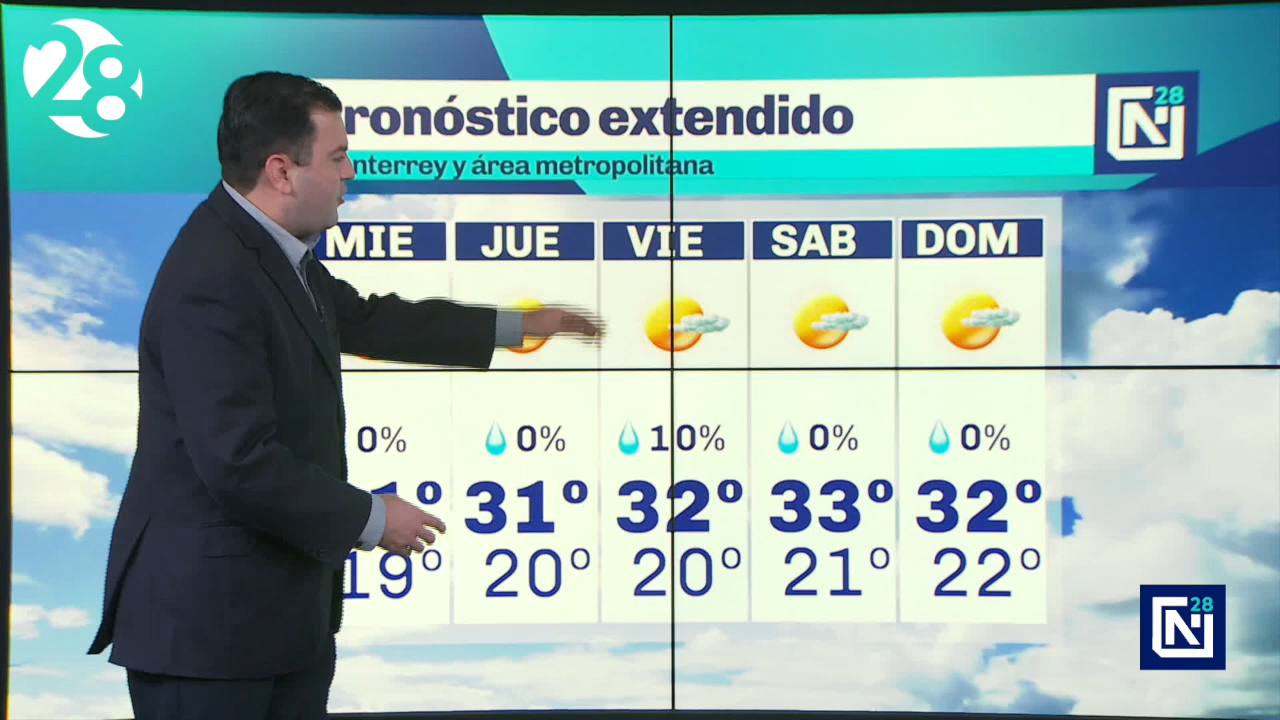 28
ronóstico extendido
28
N
nterrey y área metropolitana
MIE JUE VIE SAB DOM
0% 0% 10% 0% 0%
1° 31° 32° 33° 32°
19° 20° 20° 21° 22°
28
N